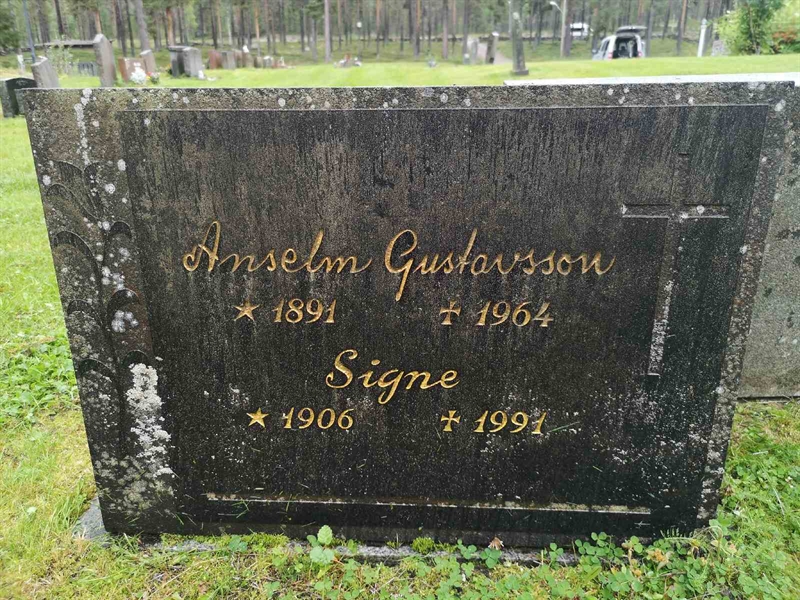 Anselm Gustavsson
★ 1891 ✠ 1964
Signe
★ 1906 ✠ 1991